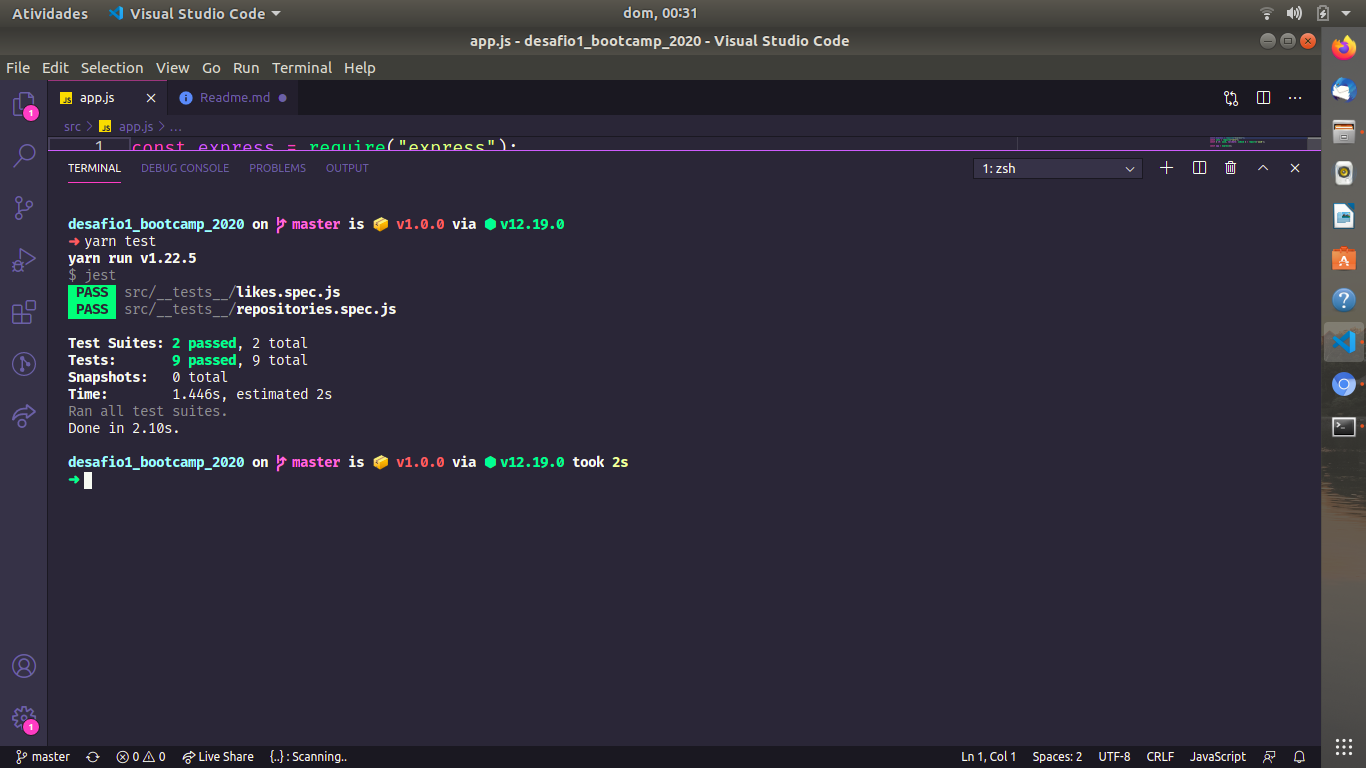 Atividades Visual Studio Code dom, 00:31
app.js - desafio1_bootcamp_2020 - Visual Studio Code
File Edit Selection View Go Run Terminal Help
1 JS app.js Readme.md
src > JS app.js > ...
1 const express = require("express");
TERMINAL DEBUG CONSOLE PROBLEMS OUTPUT 1: zsh
desafio1_bootcamp_2020 on master is 📦 v1.0.0 via ⬢ v12.19.0
➜ yarn test
yarn run v1.22.5
$ jest
PASS src/__tests__/likes.spec.js
PASS src/__tests__/repositories.spec.js
Test Suites: 2 passed, 2 total
Tests: 9 passed, 9 total
Snapshots: 0 total
Time: 1.446s, estimated 2s
Ran all test suites.
Done in 2.10s.
desafio1_bootcamp_2020 on master is 📦 v1.0.0 via ⬢ v12.19.0 took 2s
➜
1
master 0 0 Live Share {..} : Scanning.. Ln 1, Col 1 Spaces: 2 UTF-8 CRLF JavaScript